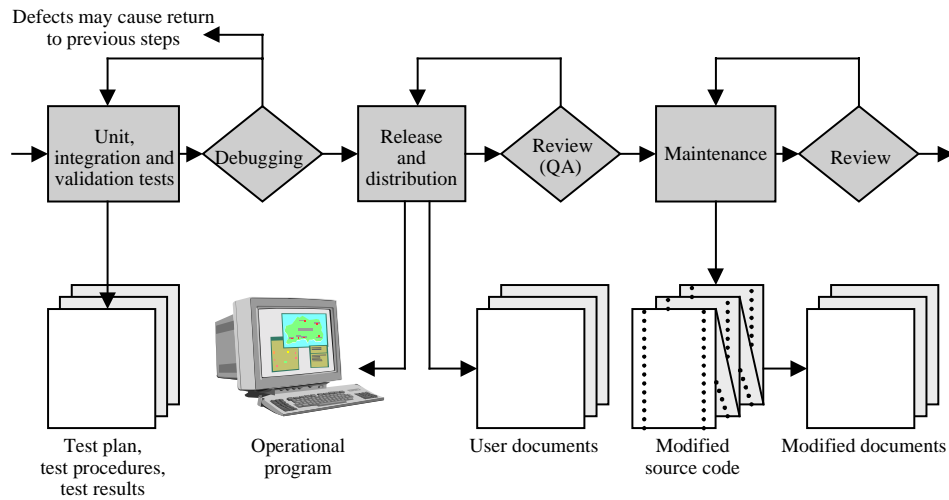 Defects may cause return
to previous steps
Unit,
integration and
validation tests
Debugging
Release
and
distribution
Review
(QA)
Maintenance
Review
Test plan,
test procedures,
test results
Operational
program
User documents
Modified
source code
Modified documents